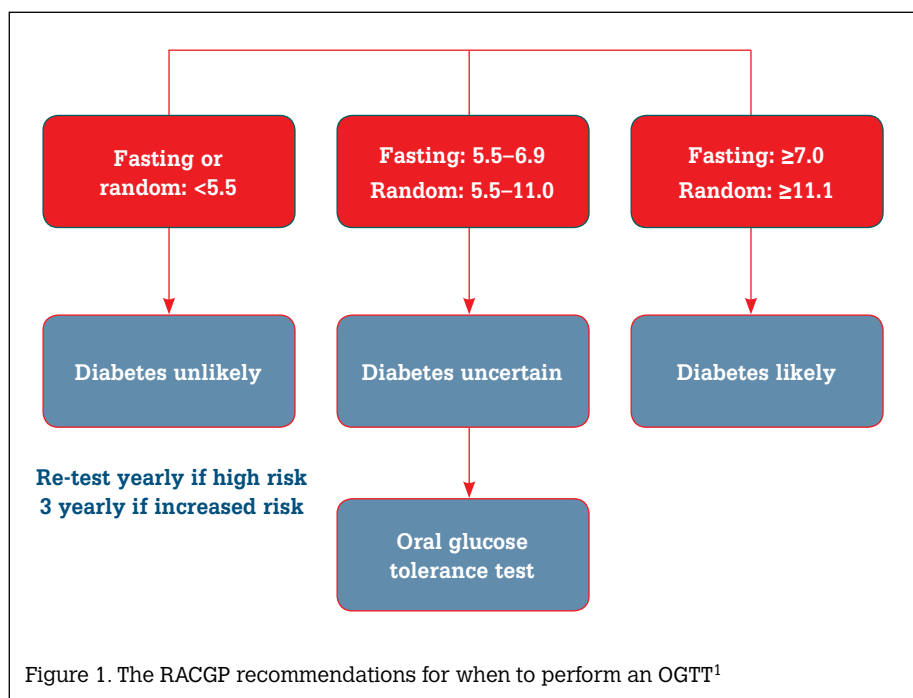 Fasting or
random: <5.5
Fasting: 5.5–6.9
Random: 5.5–11.0
Fasting: ≥7.0
Random: ≥11.1
Diabetes unlikely
Diabetes uncertain
Diabetes likely
Re-test yearly if high risk
3 yearly if increased risk
Oral glucose
tolerance test
Figure 1. The RACGP recommendations for when to perform an OGTT¹